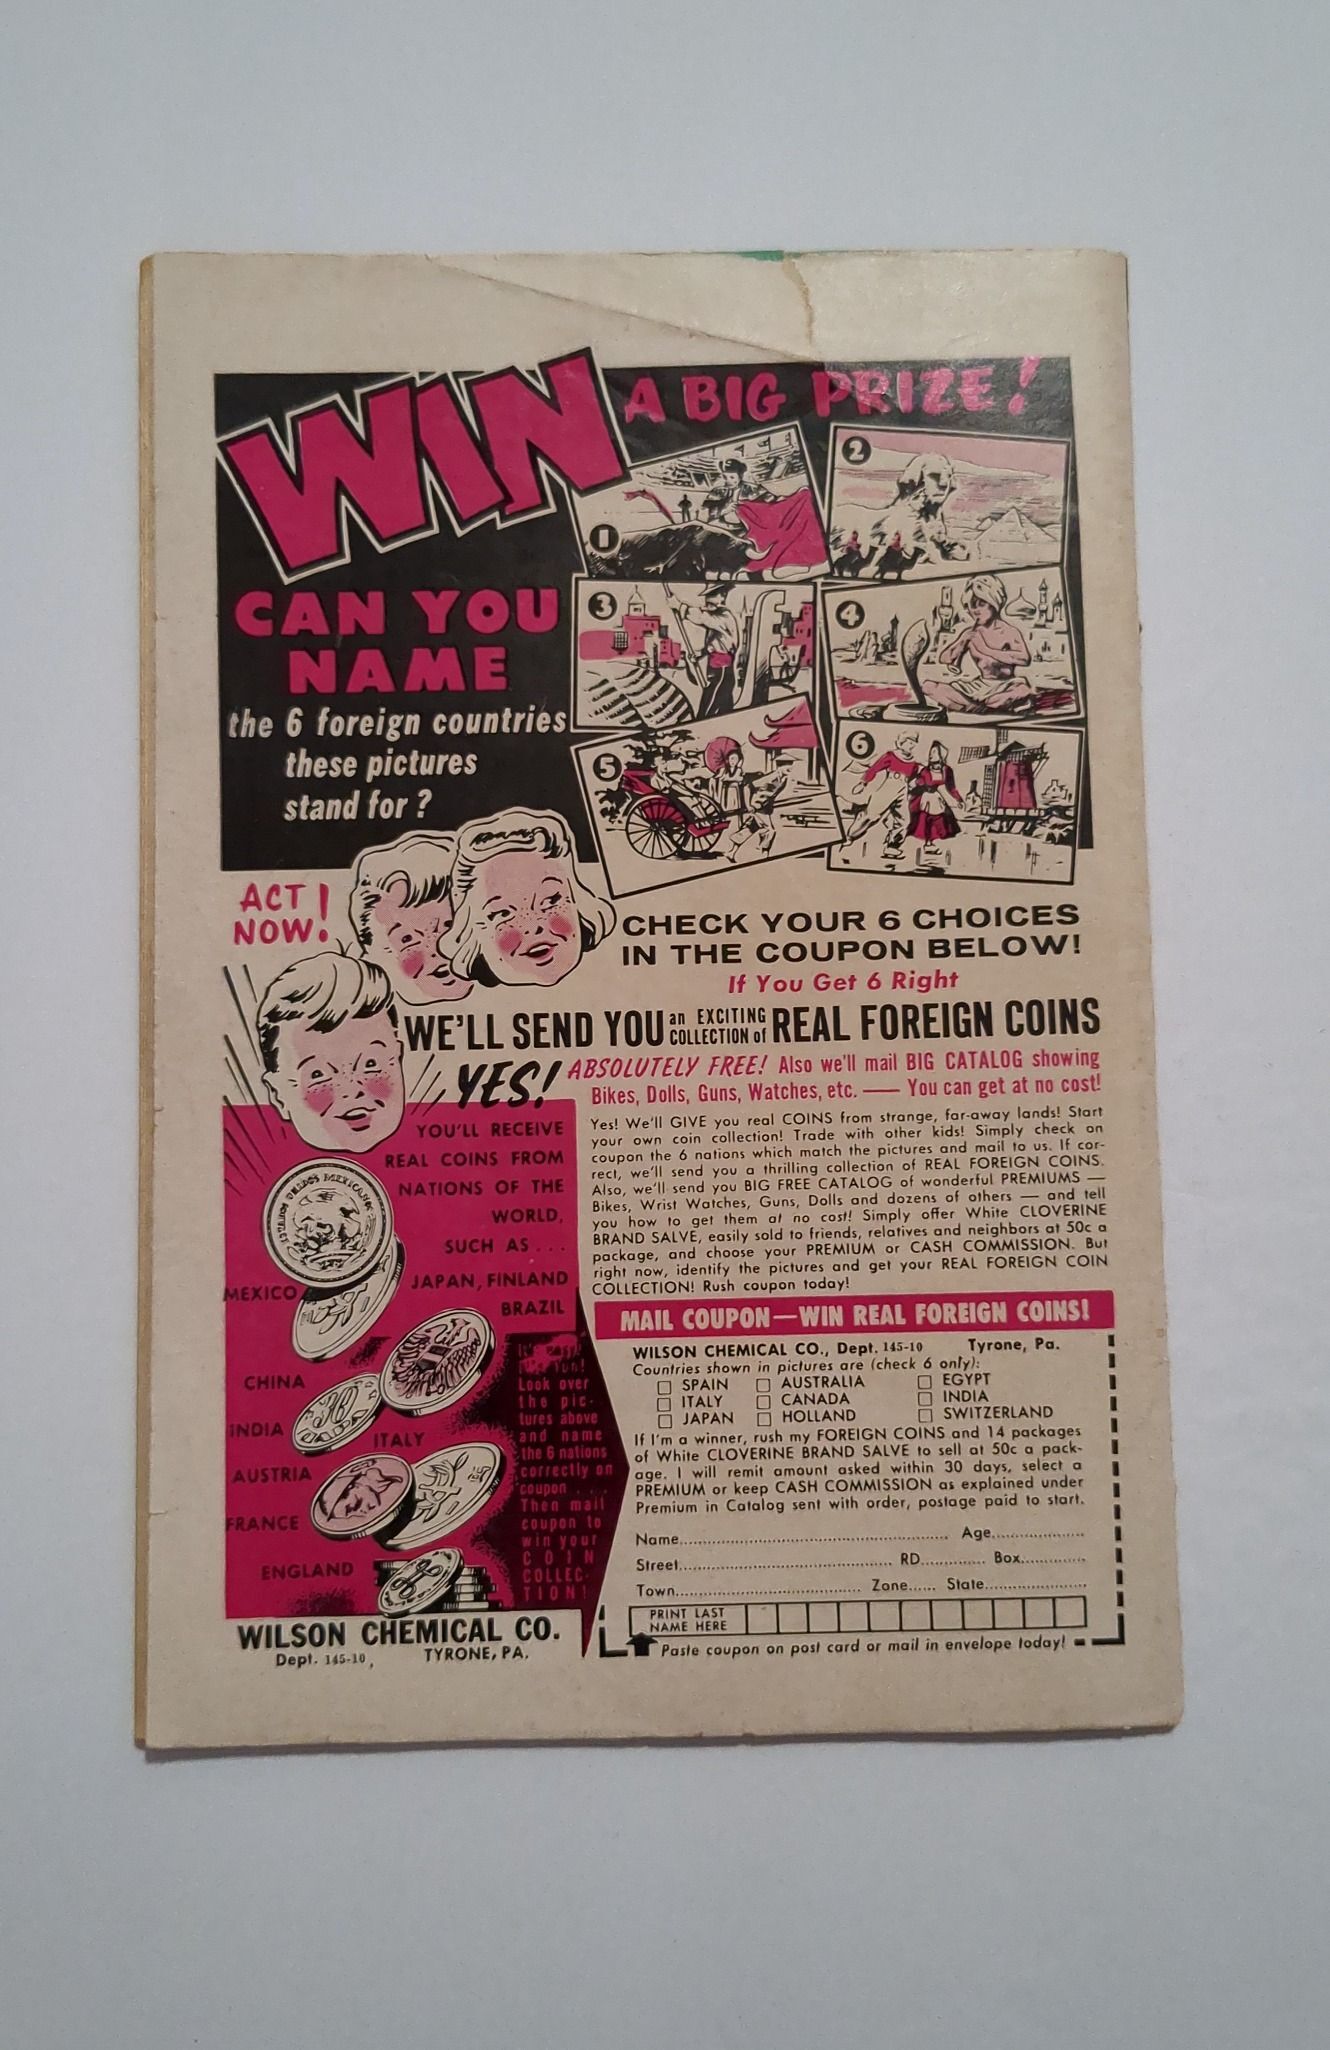 WIN
A BIG PRIZE!
1
2
3
4
5
6
CAN YOU
NAME
the 6 foreign countries
these pictures
stand for?
ACT
NOW!
CHECK YOUR 6 CHOICES
IN THE COUPON BELOW!
If You Get 6 Right
WE'LL SEND YOU an EXCITING COLLECTION of REAL FOREIGN COINS
YES!
ABSOLUTELY FREE! Also we'll mail BIG CATALOG showing
Bikes, Dolls, Guns, Watches, etc. — You can get at no cost!
Yes! We'll GIVE you real COINS from strange, far-away lands! Start
your own coin collection! Trade with other kids! Simply check on
coupon the 6 nations which match the pictures and mail to us. If cor-
rect, we'll send you a thrilling collection of REAL FOREIGN COINS.
Also, we'll send you BIG FREE CATALOG of wonderful PREMIUMS —
Bikes, Wrist Watches, Guns, Dolls and dozens of others — and tell
you how to get them at no cost! Simply offer White CLOVERINE
BRAND SALVE, easily sold to friends, relatives and neighbors at 50c a
package, and choose your PREMIUM or CASH COMMISSION. But
right now, identify the pictures and get your REAL FOREIGN COIN
COLLECTION! Rush coupon today!
YOU'LL RECEIVE
REAL COINS FROM
NATIONS OF THE
WORLD,
SUCH AS...
JAPAN, FINLAND
BRAZIL
MEXICO
CHINA
INDIA
ITALY
AUSTRIA
FRANCE
ENGLAND
ESTADOS UNIDOS MEXICANOS
It's easy!
It's fun!
Look over
the pic-
tures above
and name
the 6 nations
correctly on
coupon ...
Then mail
coupon to
win your
COIN
COLLEC-
TION!
WILSON CHEMICAL CO.
Dept. 145-10, TYRONE, PA.
MAIL COUPON—WIN REAL FOREIGN COINS!
WILSON CHEMICAL CO., Dept. 145-10 Tyrone, Pa.
Countries shown in pictures are (check 6 only):
SPAIN AUSTRALIA EGYPT
ITALY CANADA INDIA
JAPAN HOLLAND SWITZERLAND
If I'm a winner, rush my FOREIGN COINS and 14 packages
of White CLOVERINE BRAND SALVE to sell at 50c a pack-
age. I will remit amount asked within 30 days, select a
PREMIUM or keep CASH COMMISSION as explained under
Premium in Catalog sent with order, postage paid to start.
Name Age
Street RD Box
Town Zone State
PRINT LAST
NAME HERE
Paste coupon on post card or mail in envelope today!